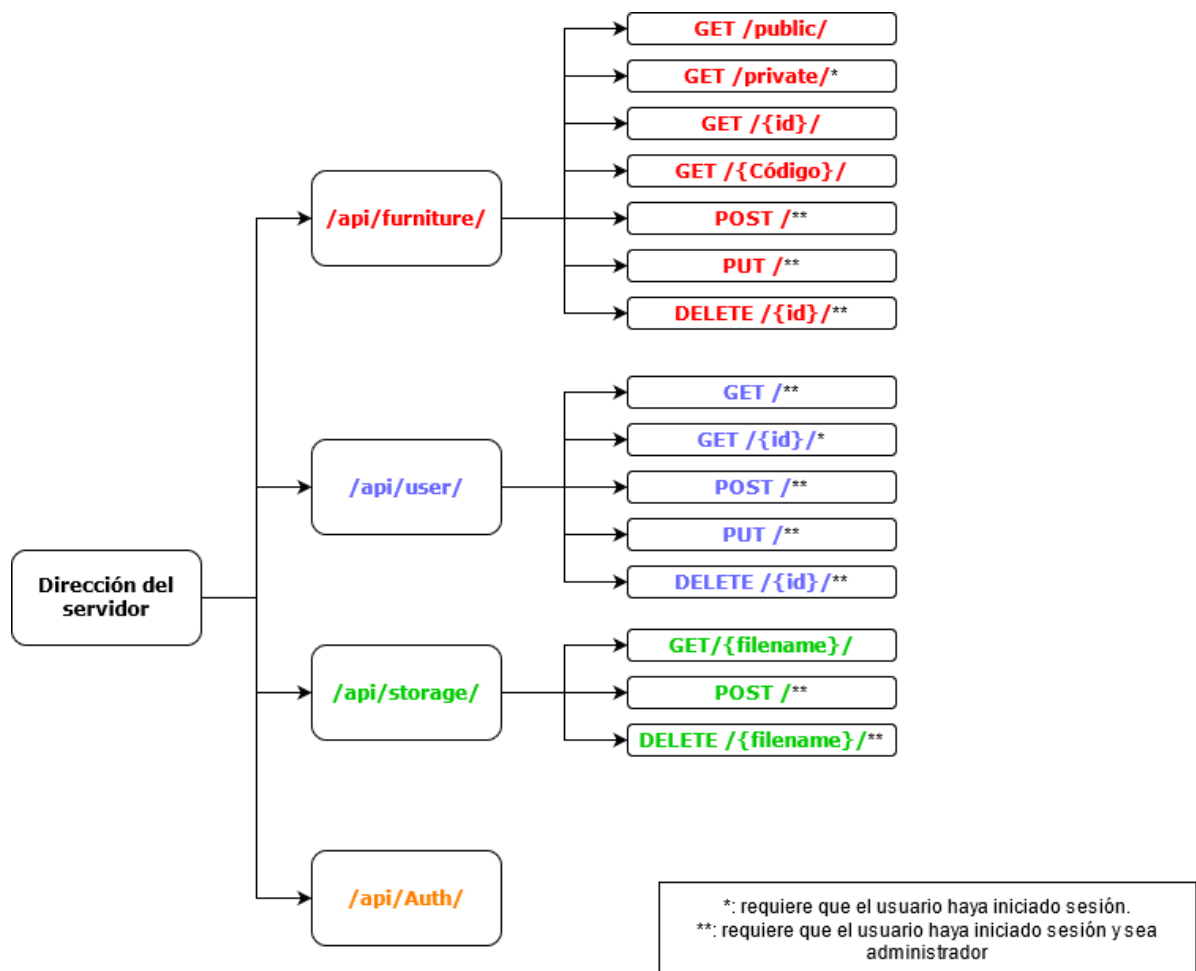 GET /public/
GET /private/*
GET /{id}/
GET /{Código}/
/api/furniture/
POST /**
PUT /**
DELETE /{id}/**
GET /**
GET /{id}/*
/api/user/
POST /**
PUT /**
DELETE /{id}/**
Dirección del
servidor
GET/{filename}/
/api/storage/
POST /**
DELETE /{filename}/**
/api/Auth/
*: requiere que el usuario haya iniciado sesión.
**: requiere que el usuario haya iniciado sesión y sea
administrador